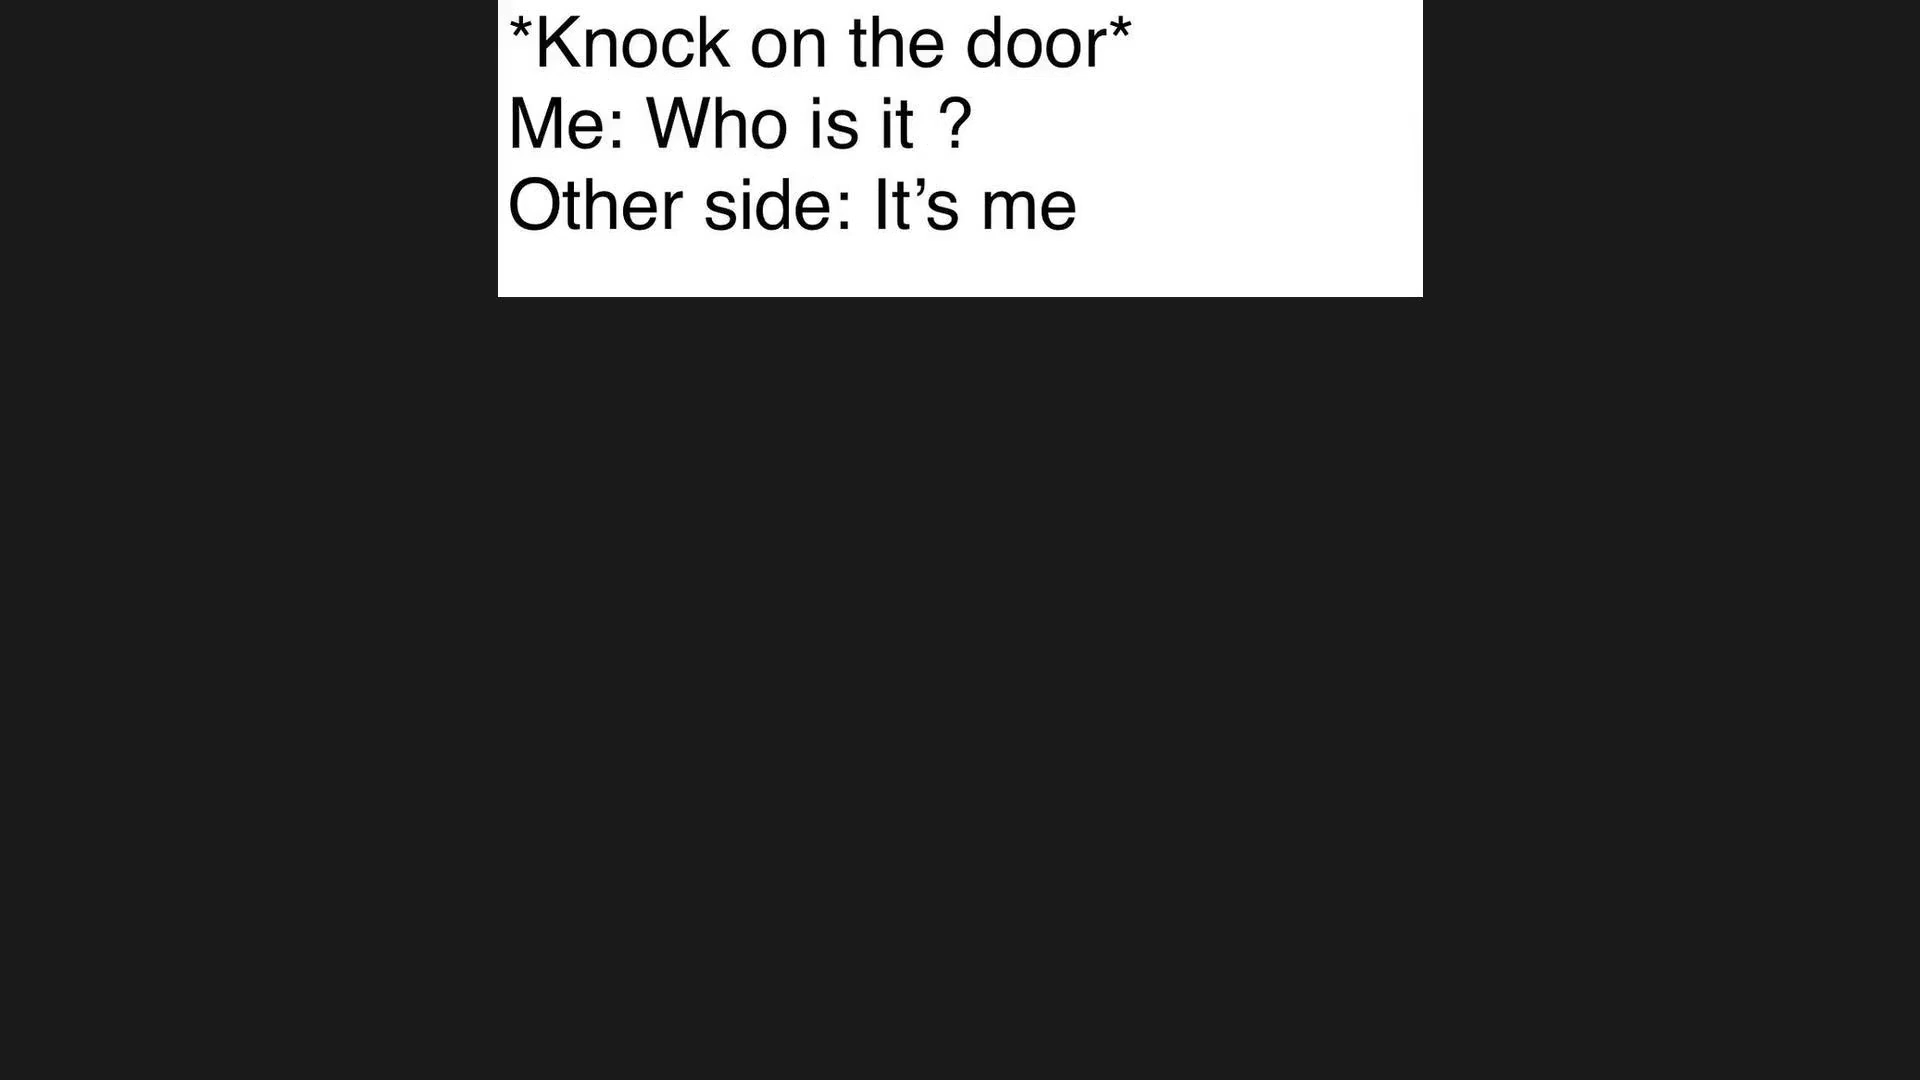 *Knock on the door*
Me: Who is it ?
Other side: It’s me